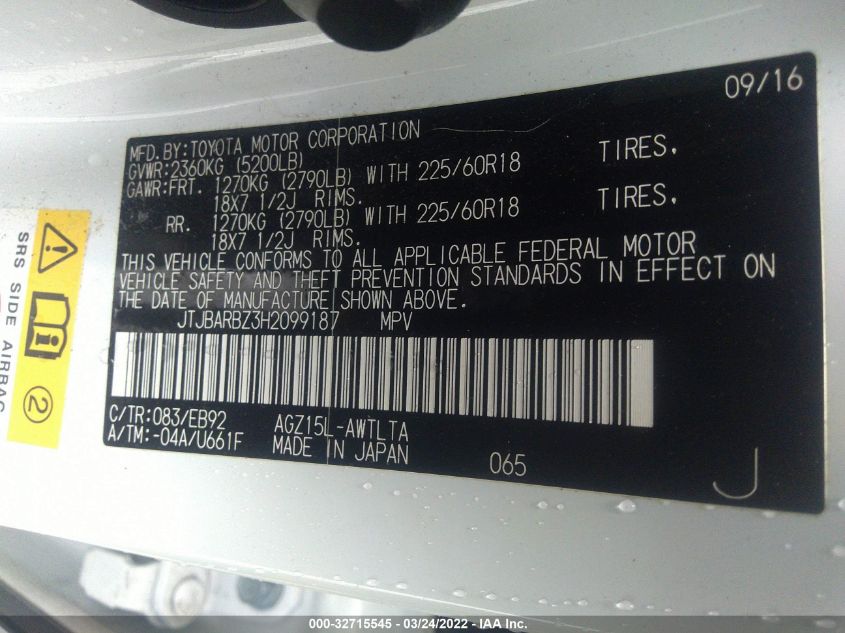 09/16
MFD.BY:TOYOTA MOTOR CORPORATION
GVWR:2360KG (5200LB)
GAWR:FRT. 1270KG (2790LB) WITH 225/60R18 TIRES.
18X7 1/2J RIMS.
RR. 1270KG (2790LB) WITH 225/60R18 TIRES.
18X7 1/2J RIMS.
THIS VEHICLE CONFORMS TO ALL APPLICABLE FEDERAL MOTOR
VEHICLE SAFETY AND THEFT PREVENTION STANDARDS IN EFFECT ON
THE DATE OF MANUFACTURE SHOWN ABOVE.
JTJBARBZ3H2099187 MPV
C/TR:083/EB92 AGZ15L-AWTLTA
A/TM:-04A/U661F MADE IN JAPAN 065
J
SRS SIDE AIRBAG
2
000-32715545 - 03/24/2022 - IAA Inc.